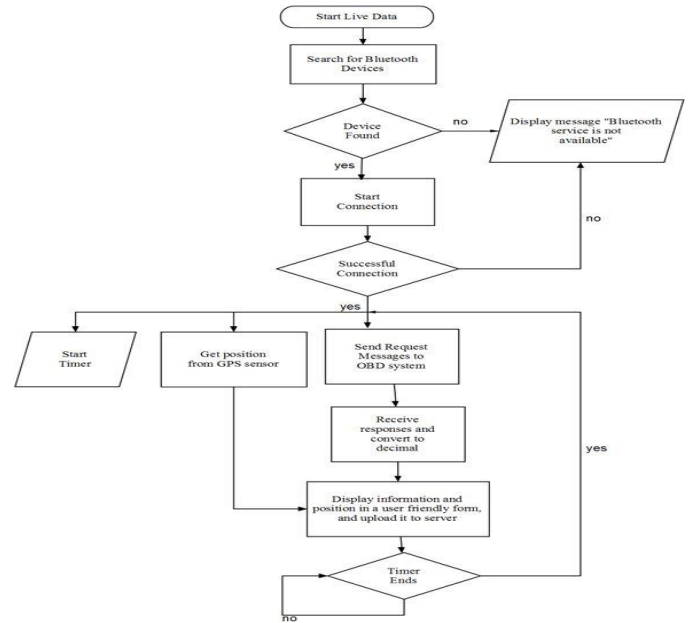 Start Live Data
Search for Bluetooth
Devices
Device
Found
no
Display message "Bluetooth
service is not
available"
yes
Start
Connection
no
Successful
Connection
yes
Start
Timer
Get position
from GPS sensor
Send Request
Messages to
OBD system
Receive
responses and
convert to
decimal
yes
Display information and
position in a user friendly form,
and upload it to server
Timer
Ends
no